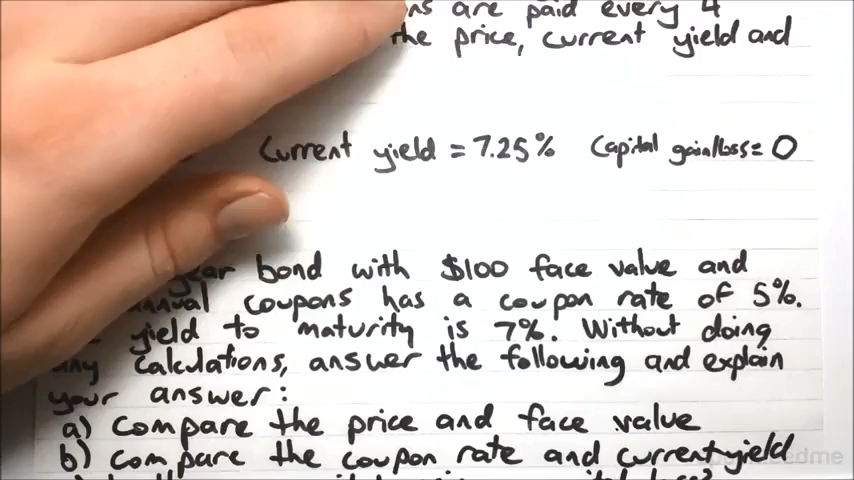 are paid every 4
the price, current yield and
Current yield = 7.25% Capital gain/loss = 0
bond with $100 face value and
coupons has a coupon rate of 5%.
yield to maturity is 7%. Without doing
any calculations, answer the following and explain
your answer:
a) Compare the price and face value
b) Compare the coupon rate and current yield